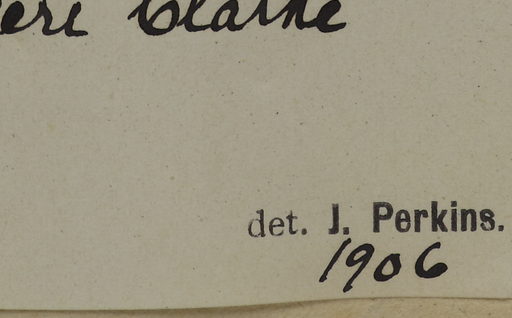 Clarke
det. J. Perkins.
1906